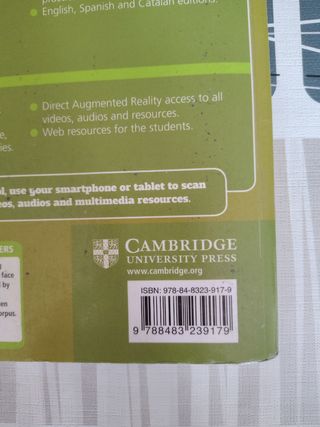 English, Spanish and Catalan editions.
Direct Augmented Reality access to all
videos, audios and resources.
Web resources for the students.
use your smartphone or tablet to scan
audios and multimedia resources.
CAMBRIDGE
UNIVERSITY PRESS
www.cambridge.org
ISBN: 978-84-8323-917-9
9 788483 239179
face
by